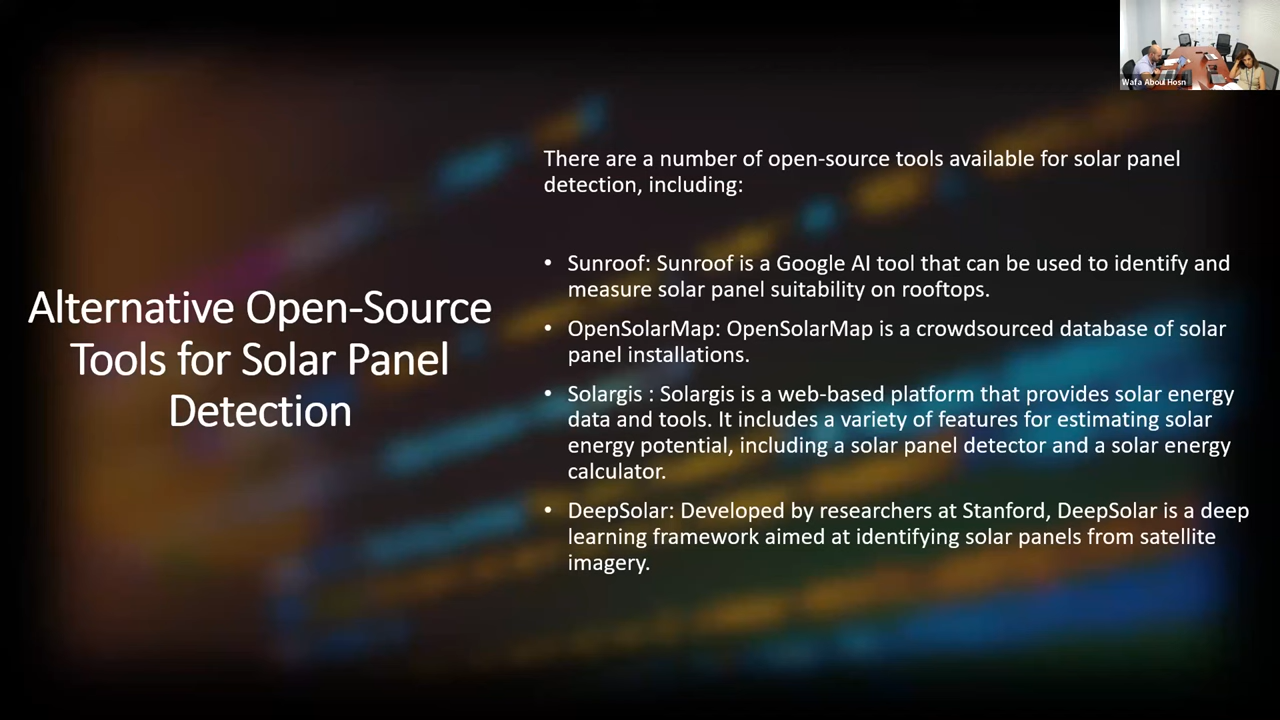 Wafa Aboul Hosn
Alternative Open-Source
Tools for Solar Panel
Detection
There are a number of open-source tools available for solar panel
detection, including:
• Sunroof: Sunroof is a Google AI tool that can be used to identify and
measure solar panel suitability on rooftops.
• OpenSolarMap: OpenSolarMap is a crowdsourced database of solar
panel installations.
• Solargis : Solargis is a web-based platform that provides solar energy
data and tools. It includes a variety of features for estimating solar
energy potential, including a solar panel detector and a solar energy
calculator.
• DeepSolar: Developed by researchers at Stanford, DeepSolar is a deep
learning framework aimed at identifying solar panels from satellite
imagery.